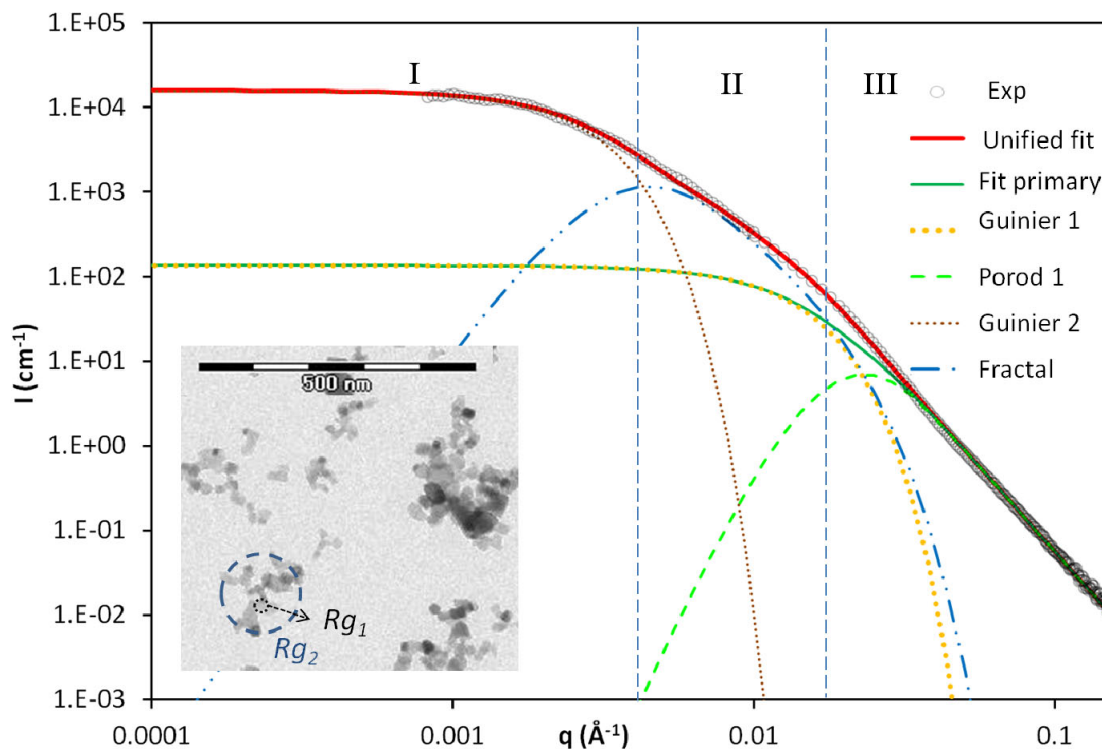 1.E+05
1.E+04
1.E+03
1.E+02
1.E+01
1.E+00
1.E-01
1.E-02
1.E-03
I (cm-1)
I
II
III
Exp
Unified fit
Fit primary
Guinier 1
Porod 1
Guinier 2
Fractal
500 nm
Rg1
Rg2
0.0001
0.001
0.01
0.1
q (Å-1)